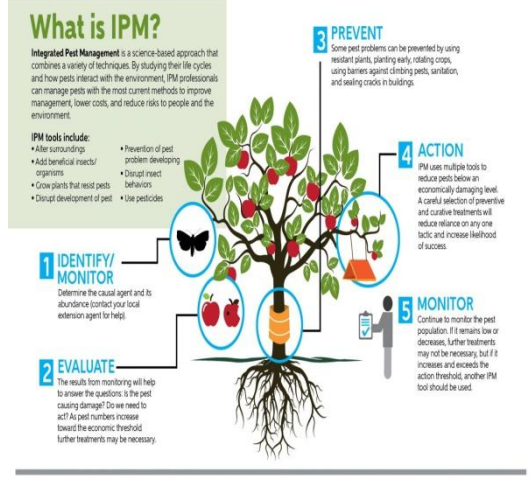 What is IPM?
Integrated Pest Management is a science-based approach that
combines a variety of techniques. By studying their life cycles
and how pests interact with the environment, IPM professionals
can manage pests with the most current methods to improve
management, lower costs, and reduce risks to people and the
environment.
IPM tools include:
• Alter surroundings
• Add beneficial insects/
organisms
• Grow plants that resist pests
• Disrupt development of pest
• Prevention of pest
problem developing
• Disrupt insect
behaviors
• Use pesticides
1 IDENTIFY/
MONITOR
Determine the causal agent and its
abundance (contact your local
extension agent for help).
2 EVALUATE
The results from monitoring will help
to answer the questions: Is the pest
causing damage? Do we need to
act? As pest numbers increase
toward the economic threshold
further treatments may be necessary.
3 PREVENT
Some pest problems can be prevented by using
resistant plants, planting early, rotating crops,
using barriers against climbing pests, sanitation,
and sealing cracks in buildings.
4 ACTION
IPM uses multiple tools to
reduce pests below an
economically damaging level.
A careful selection of preventive
and curative treatments will
reduce reliance on any one
tactic and increase likelihood
of success.
5 MONITOR
Continue to monitor the pest
population. If it remains low or
decreases, further treatments
may not be necessary, but if it
increases and exceeds the
action threshold, another IPM
tool should be used.